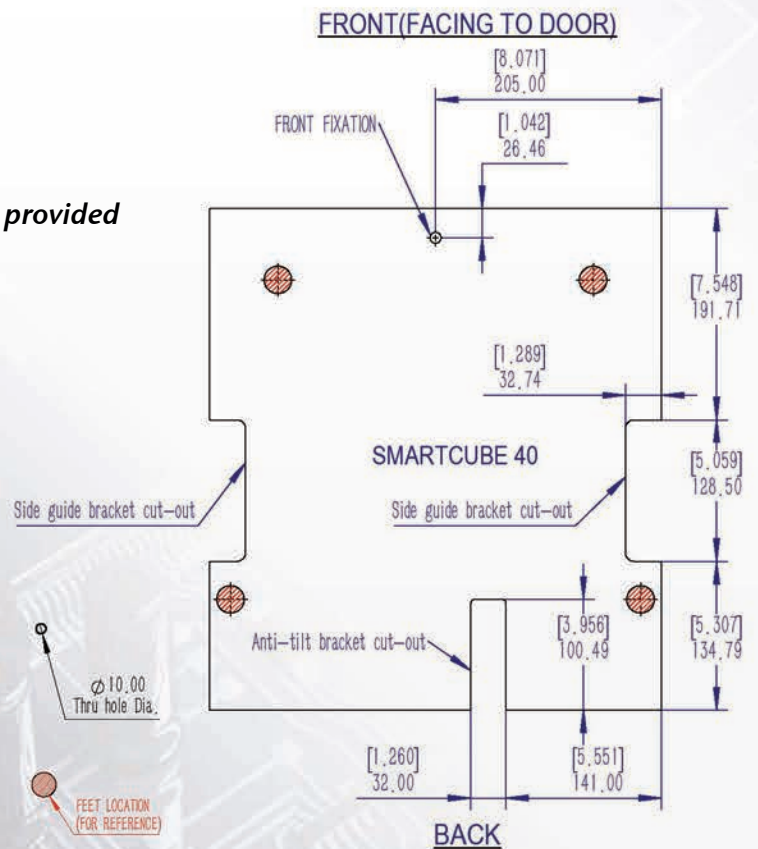 FRONT(FACING TO DOOR)
[8.071]
205.00
FRONT FIXATION
[1.042]
26.46
provided
[7.548]
191.71
[1.289]
32.74
SMARTCUBE 40
[5.059]
128.50
Side guide bracket cut-out
Side guide bracket cut-out
Anti-tilt bracket cut-out
[3.956]
100.49
[5.307]
134.79
Ø10.00
Thru hole Dia.
[1.260]
32.00
[5.551]
141.00
FEET LOCATION
(FOR REFERENCE)
BACK